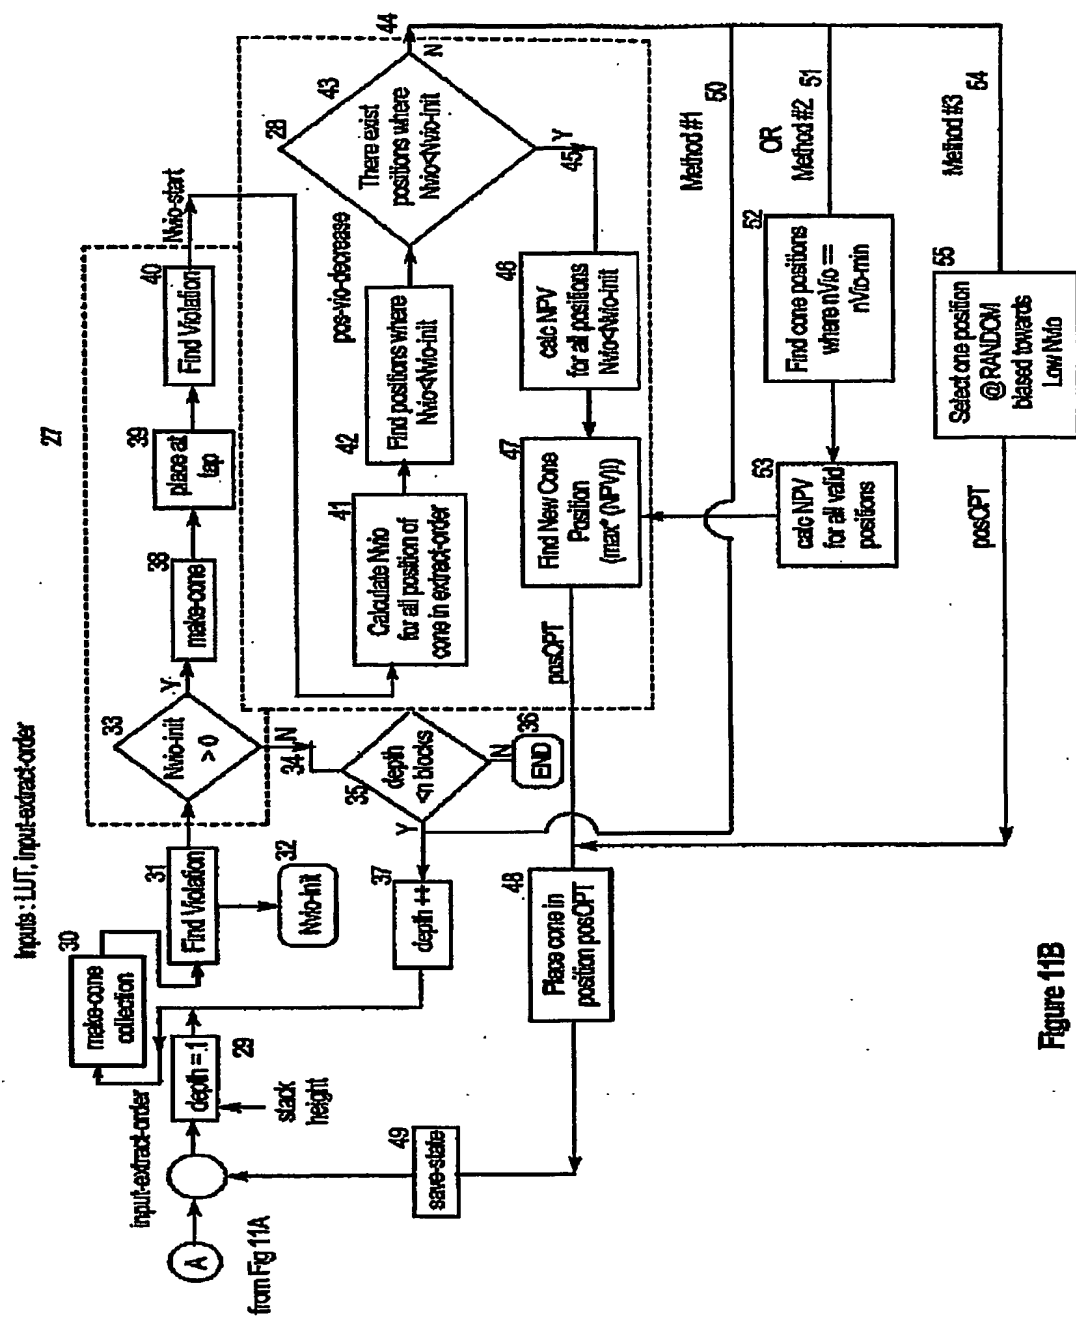 Inputs : LUT, input-extract-order
27
from Fig 11A
A
input-extract-order
depth = 1
29
stack
height
30
make-cone
collection
31
Find Violation
32
Nvio-init
33
Nvio-init
> 0
Y
38
make-cone
39
place at
tap
40
Find Violation
Nvio-start
N
34
35
depth
<n blocks
N
36
END
Y
37
depth ++
41
Calculate Nvio
for all position of
cone in extract-order
42
Find positions where
Nvio<Nvio-init
pos-vio-decrease
28
43
There exist
positions where
Nvio<Nvio-init
N
44
Y
45
46
calc NPV
for all positions
Nvio<Nvio-init
47
Find New Cone
Position
(max* (NPV)!)
posOPT
48
Place cone in
position posOPT
49
save-state
Method #1
50
OR
Method #2
51
52
Find cone positions
where nVio ==
nVio-min
53
calc NPV
for all valid
positions
Method #3
54
55
Select one position
@ RANDOM
biased towards
Low Nvio
posOPT
Figure 11B